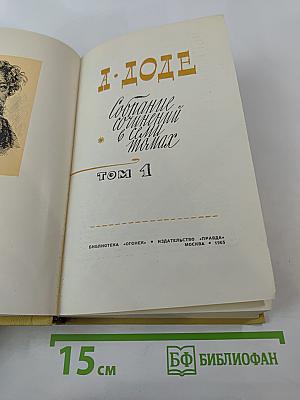 А·ДОДЕ
Собрание
сочинений
в семи
томах
ТОМ 1
БИБЛИОТЕКА «ОГОНЕК» • ИЗДАТЕЛЬСТВО «ПРАВДА»
МОСКВА • 1965
15 см
БФ БИБЛИОФАН